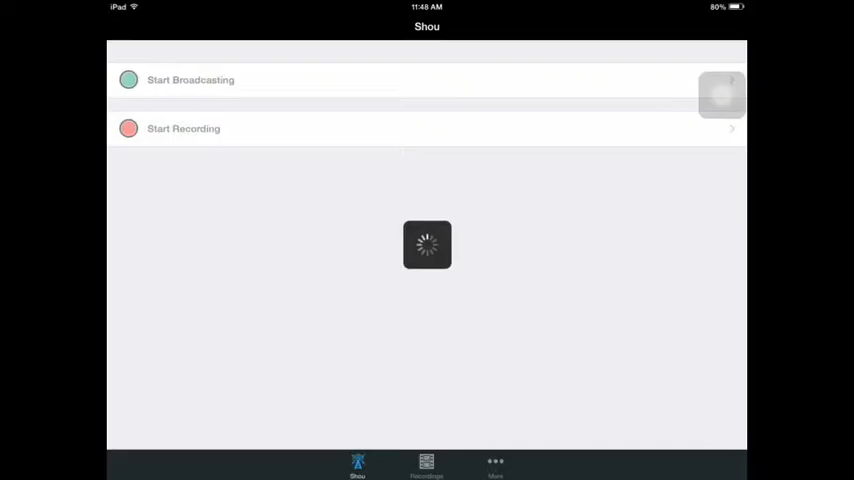 iPad 11:48 AM 80%
Shou
Start Broadcasting
Start Recording
Shou Recordings More